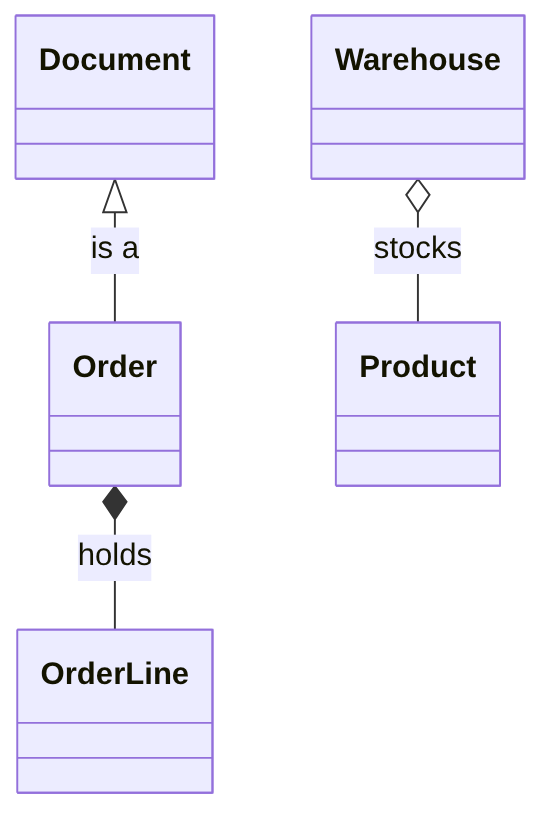 Document
Warehouse
is a
stocks
Order
Product
holds
OrderLine